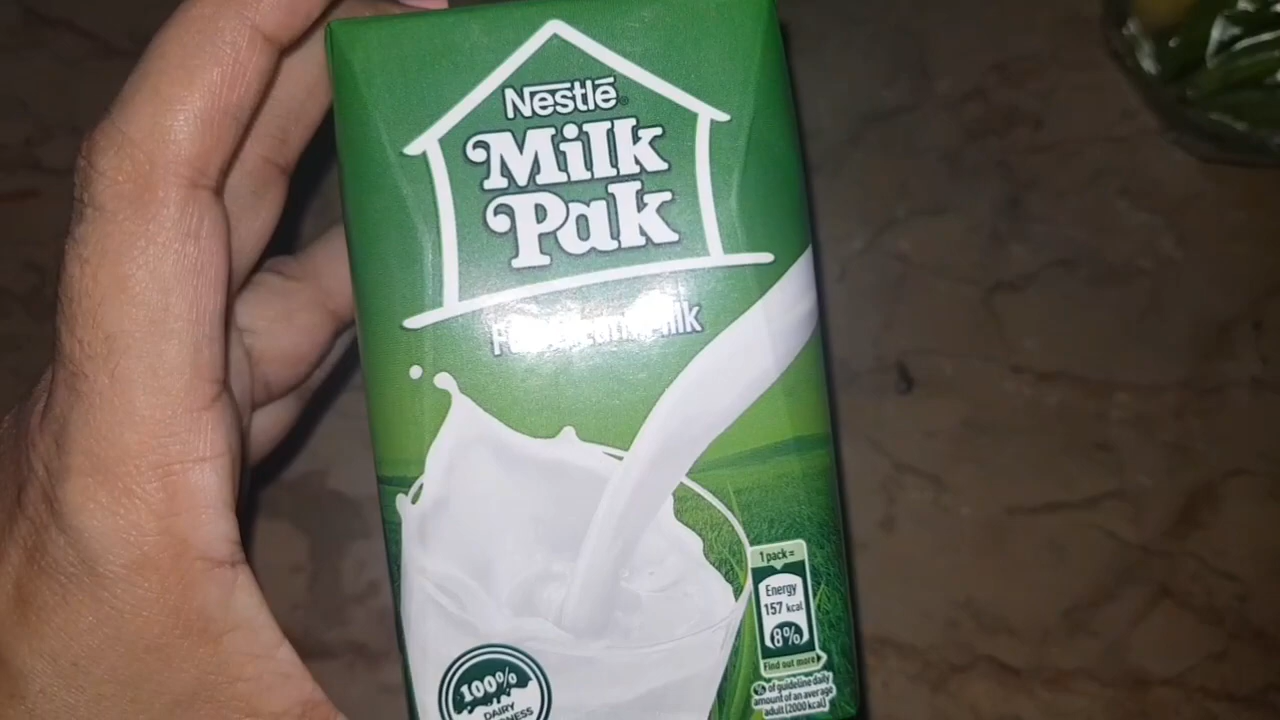 Nestlé
Milk
Pak
Milk
1 pack =
Energy
157 kcal
8%
Find out more
% of guideline daily
amount of an average
adult (2000 kcal)
100%
DAIRY